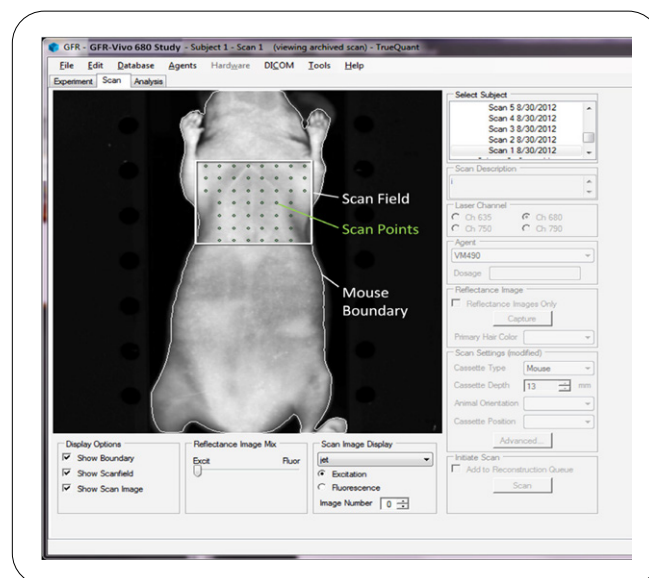 GFR - GFR-Vivo 680 Study - Subject 1 - Scan 1 (viewing archived scan) - TrueQuant
File Edit Database Agents Hardware DICOM Tools Help
Experiment Scan Analysis
Scan Field
Scan Points
Mouse
Boundary
Select Subject
Scan 5 8/30/2012
Scan 4 8/30/2012
Scan 3 8/30/2012
Scan 2 8/30/2012
Scan 1 8/30/2012
Scan Description
Laser Channel
Ch 635 Ch 680
Ch 750 Ch 790
Agent
VM490
Dosage
Reflectance Image
Reflectance Images Only
Capture
Primary Hair Color
Scan Settings (modified)
Cassette Type Mouse
Cassette Depth 13 mm
Animal Orientation
Cassette Position
Advanced...
Initiate Scan
Add to Reconstruction Queue
Scan
Display Options
Show Boundary
Show Scanfield
Show Scan Image
Reflectance Image Mix
Excit Fluor
Scan Image Display
jet
Excitation
Fluorescence
Image Number 0